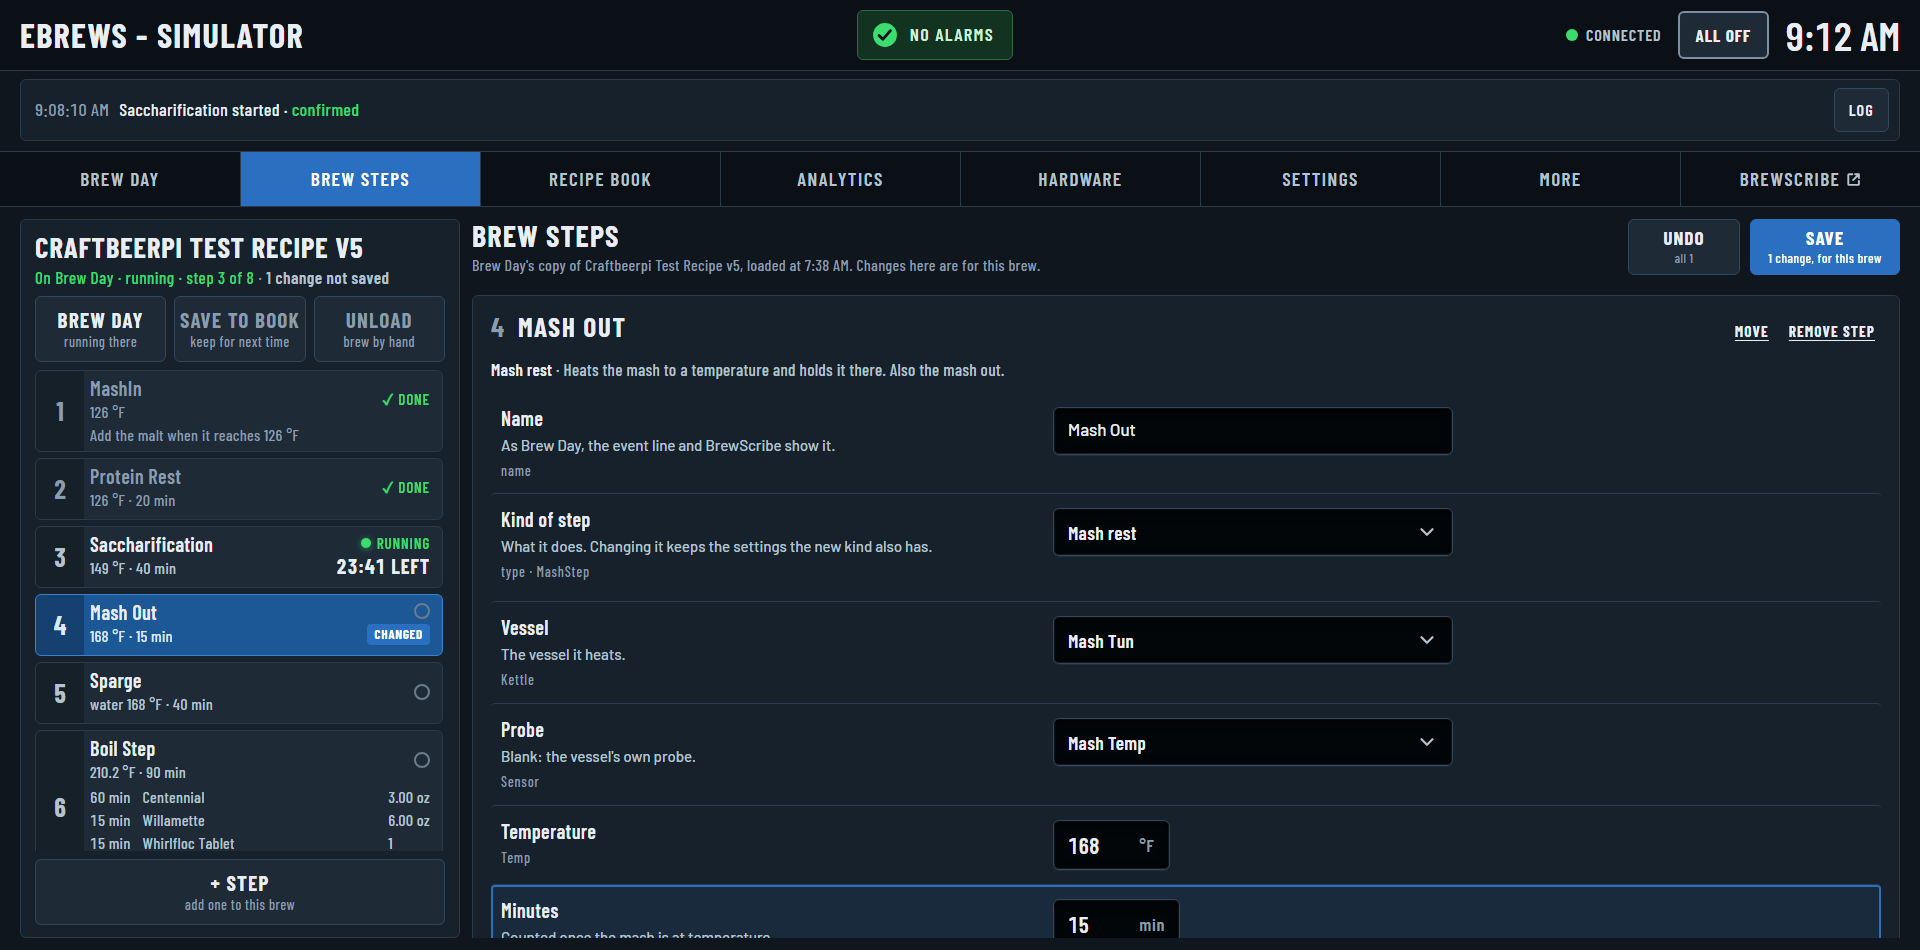 EBREWS - SIMULATOR
NO ALARMS
CONNECTED
ALL OFF
9:12 AM
9:08:10 AM Saccharification started · confirmed
LOG
BREW DAY
BREW STEPS
RECIPE BOOK
ANALYTICS
HARDWARE
SETTINGS
MORE
BREWSCRIBE
CRAFTBEERPI TEST RECIPE V5
On Brew Day · running · step 3 of 8 · 1 change not saved
BREW DAY
running there
SAVE TO BOOK
keep for next time
UNLOAD
brew by hand
1
MashIn
126 °F
Add the malt when it reaches 126 °F
✓ DONE
2
Protein Rest
126 °F · 20 min
✓ DONE
3
Saccharification
149 °F · 40 min
RUNNING
23:41 LEFT
4
Mash Out
168 °F · 15 min
CHANGED
5
Sparge
water 168 °F · 40 min
6
Boil Step
210.2 °F · 90 min
60 min Centennial 3.00 oz
15 min Willamette 6.00 oz
15 min Whirlfloc Tablet 1
+ STEP
add one to this brew
BREW STEPS
Brew Day's copy of Craftbeerpi Test Recipe v5, loaded at 7:38 AM. Changes here are for this brew.
UNDO
all 1
SAVE
1 change, for this brew
4 MASH OUT
MOVE
REMOVE STEP
Mash rest · Heats the mash to a temperature and holds it there. Also the mash out.
Name
As Brew Day, the event line and BrewScribe show it.
name
Mash Out
Kind of step
What it does. Changing it keeps the settings the new kind also has.
type · MashStep
Mash rest
Vessel
The vessel it heats.
Kettle
Mash Tun
Probe
Blank: the vessel's own probe.
Sensor
Mash Temp
Temperature
Temp
168 °F
Minutes
Counted once the mash is at temperature.
15 min